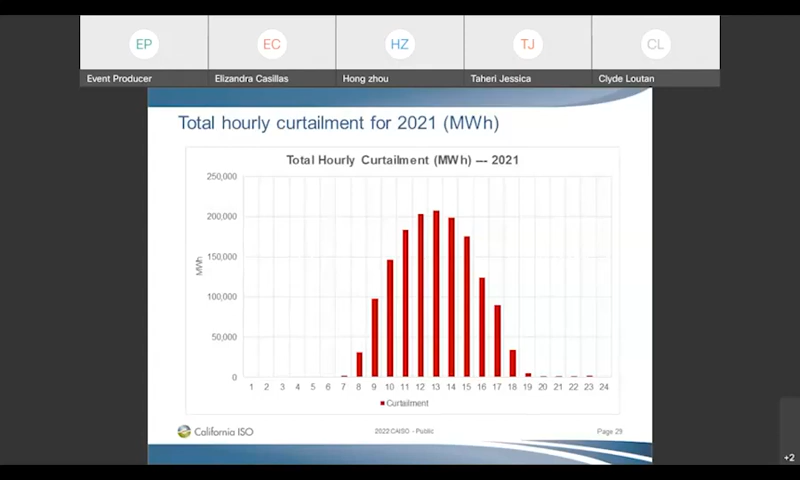 EP EC HZ TJ CL
Event Producer Elizandra Casillas Hong zhou Taheri Jessica Clyde Loutan
Total hourly curtailment for 2021 (MWh)
Total Hourly Curtailment (MWh) --- 2021
250,000
200,000
150,000
100,000
50,000
0
MWh
1 2 3 4 5 6 7 8 9 10 11 12 13 14 15 16 17 18 19 20 21 22 23 24
Curtailment
California ISO
2022 CAISO - Public
Page 29
+2